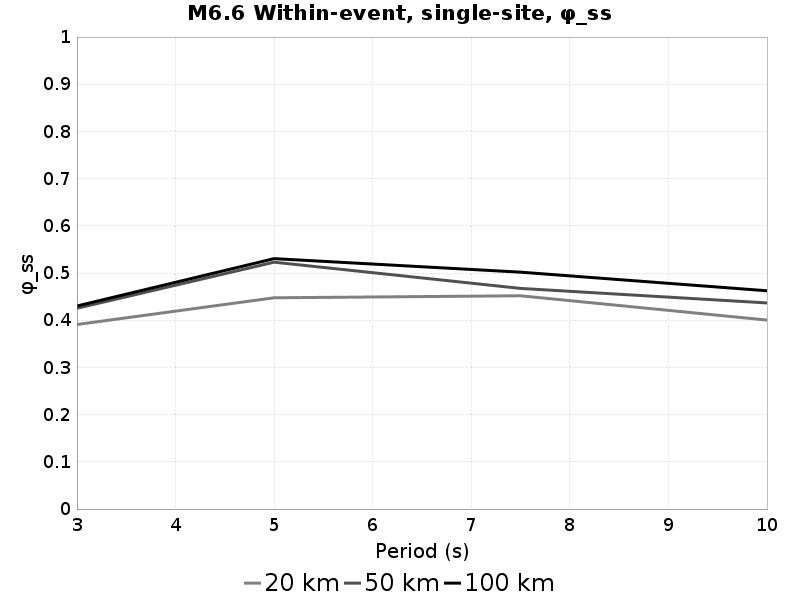 M6.6 Within-event, single-site, φ_ss
1
0.9
0.8
0.7
0.6
0.5
0.4
0.3
0.2
0.1
0
φ_ss
3 4 5 6 7 8 9 10
Period (s)
20 km 50 km 100 km